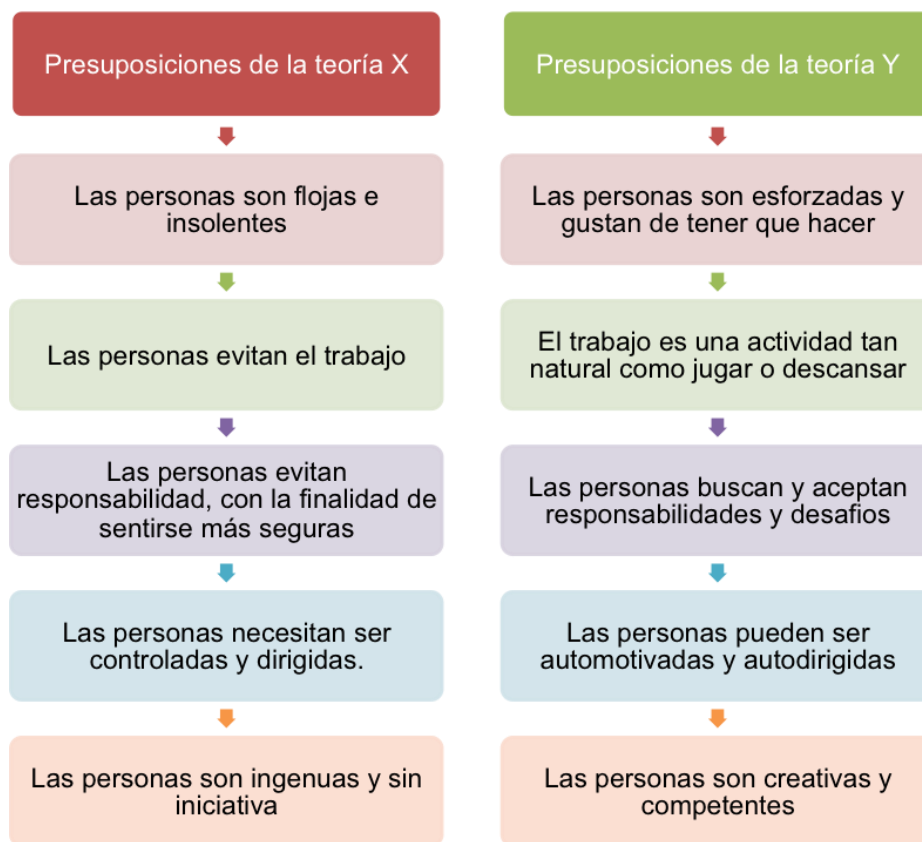 Presuposiciones de la teoría X
Las personas son flojas e
insolentes
Las personas evitan el trabajo
Las personas evitan
responsabilidad, con la finalidad de
sentirse más seguras
Las personas necesitan ser
controladas y dirigidas.
Las personas son ingenuas y sin
iniciativa
Presuposiciones de la teoría Y
Las personas son esforzadas y
gustan de tener que hacer
El trabajo es una actividad tan
natural como jugar o descansar
Las personas buscan y aceptan
responsabilidades y desafios
Las personas pueden ser
automotivadas y autodirigidas
Las personas son creativas y
competentes